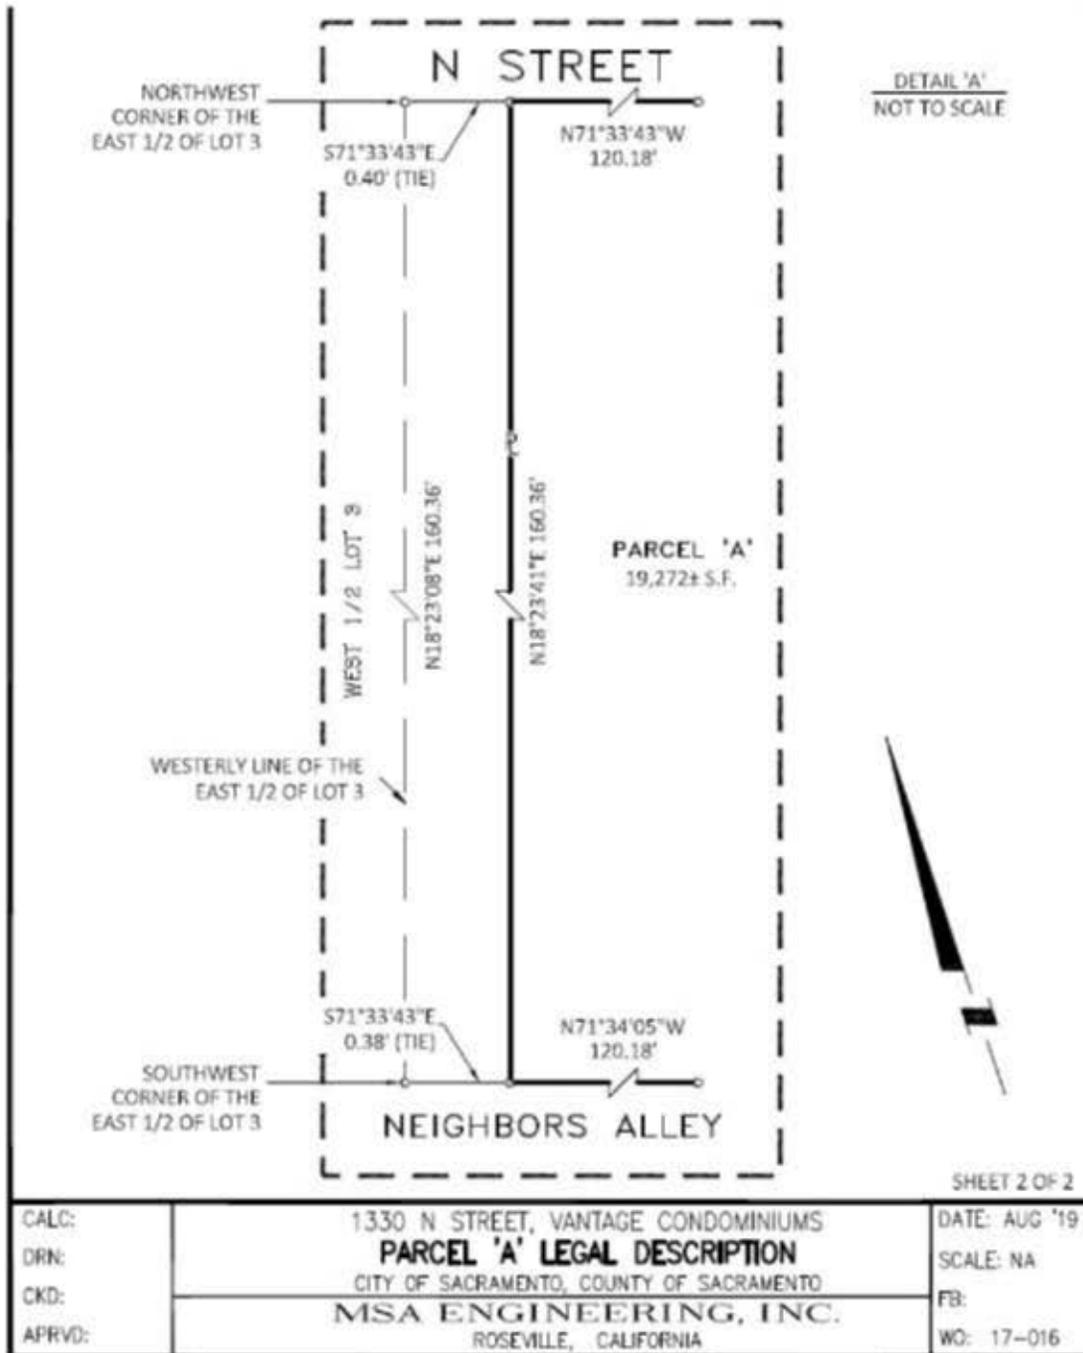 N STREET
DETAIL 'A'
NOT TO SCALE
NORTHWEST
CORNER OF THE
EAST 1/2 OF LOT 3
S71°33'43"E
0.40' (TIE)
N71°33'43"W
120.18'
WEST 1/2 LOT 3
N18°23'08"E 160.36'
N18°23'41"E 160.36'
PARCEL 'A'
19,272± S.F.
WESTERLY LINE OF THE
EAST 1/2 OF LOT 3
S71°33'43"E
0.38' (TIE)
N71°34'05"W
120.18'
SOUTHWEST
CORNER OF THE
EAST 1/2 OF LOT 3
NEIGHBORS ALLEY
SHEET 2 OF 2
CALC:
DRN:
CKD:
APRVD:
1330 N STREET, VANTAGE CONDOMINIUMS
PARCEL 'A' LEGAL DESCRIPTION
CITY OF SACRAMENTO, COUNTY OF SACRAMENTO
MSA ENGINEERING, INC.
ROSEVILLE, CALIFORNIA
DATE: AUG '19
SCALE: NA
FB:
WO: 17-016